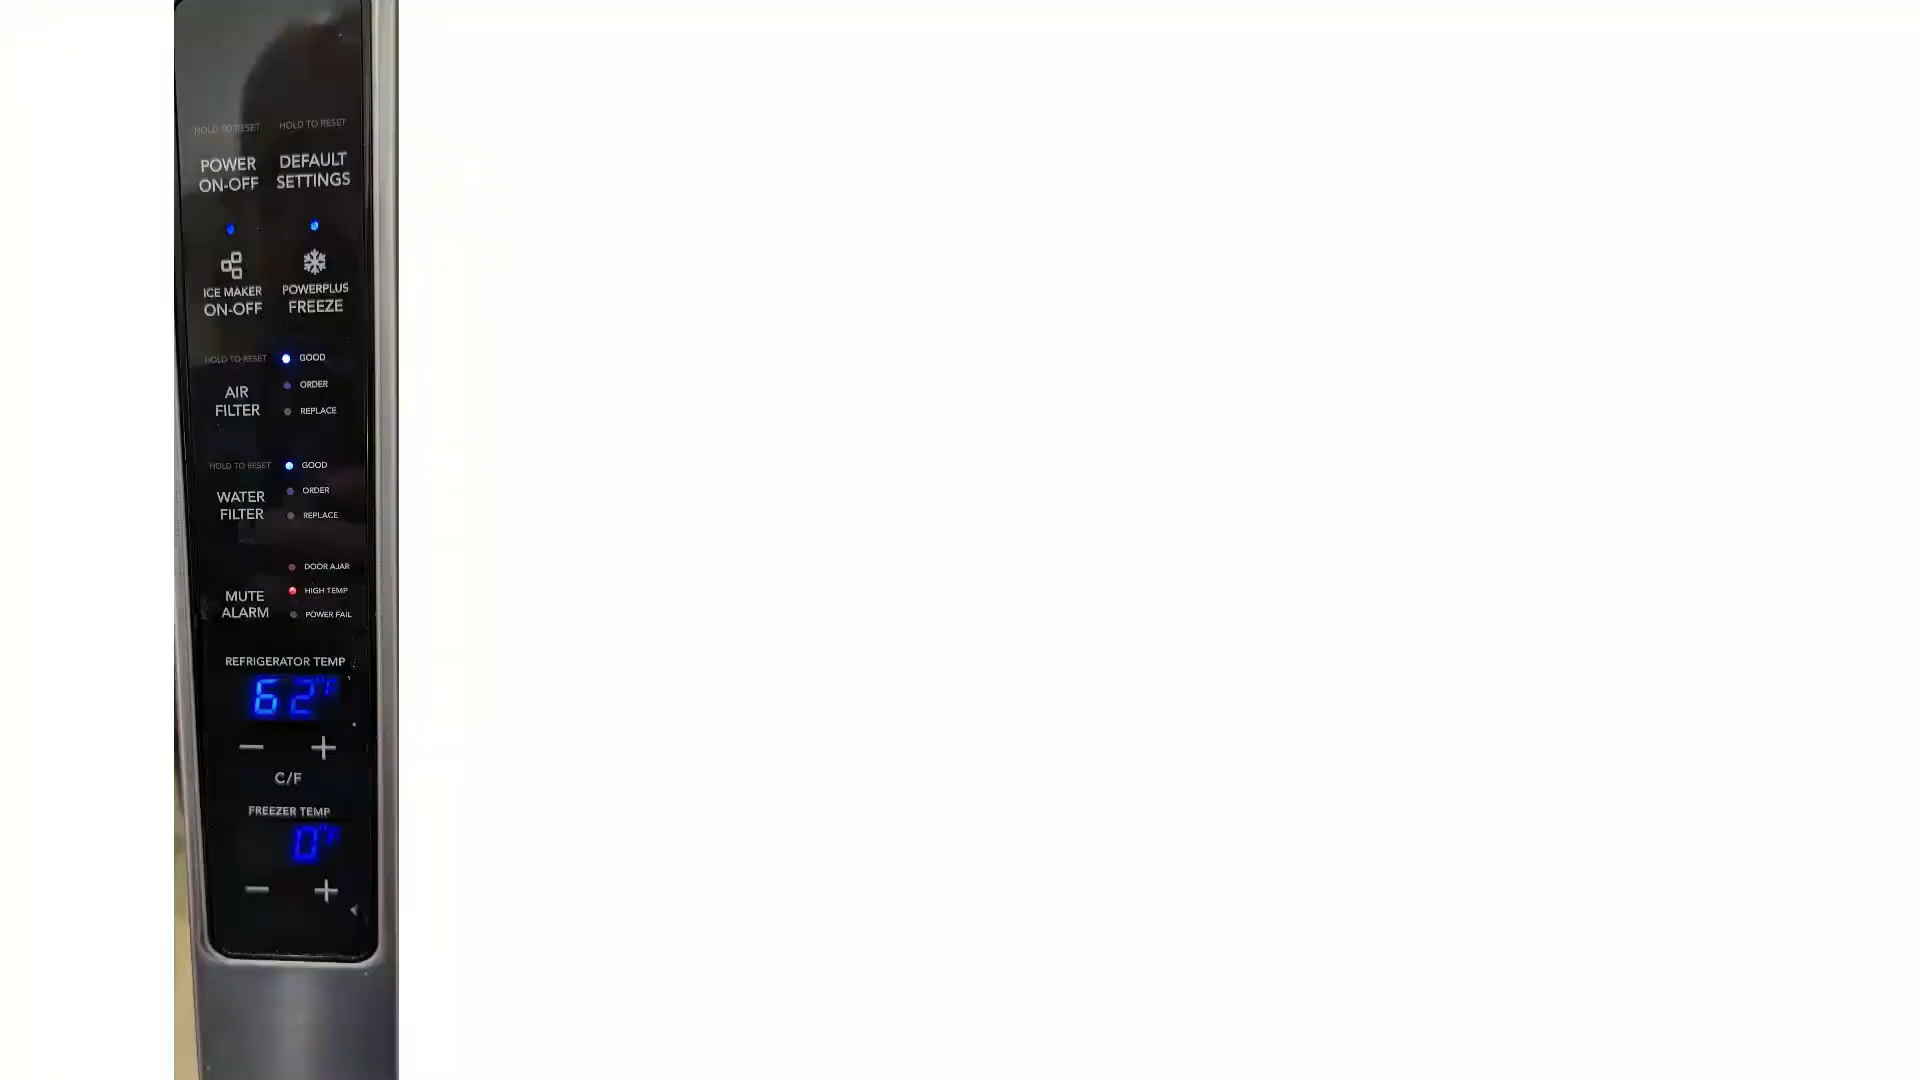 HOLD TO RESET HOLD TO RESET
POWER DEFAULT
ON-OFF SETTINGS
ICE MAKER POWERPLUS
ON-OFF FREEZE
HOLD TO RESET GOOD
ORDER
AIR
FILTER REPLACE
HOLD TO RESET GOOD
ORDER
WATER
FILTER REPLACE
DOOR AJAR
HIGH TEMP
MUTE
ALARM POWER FAIL
REFRIGERATOR TEMP
62°F
− +
C/F
FREEZER TEMP
0°F
− +